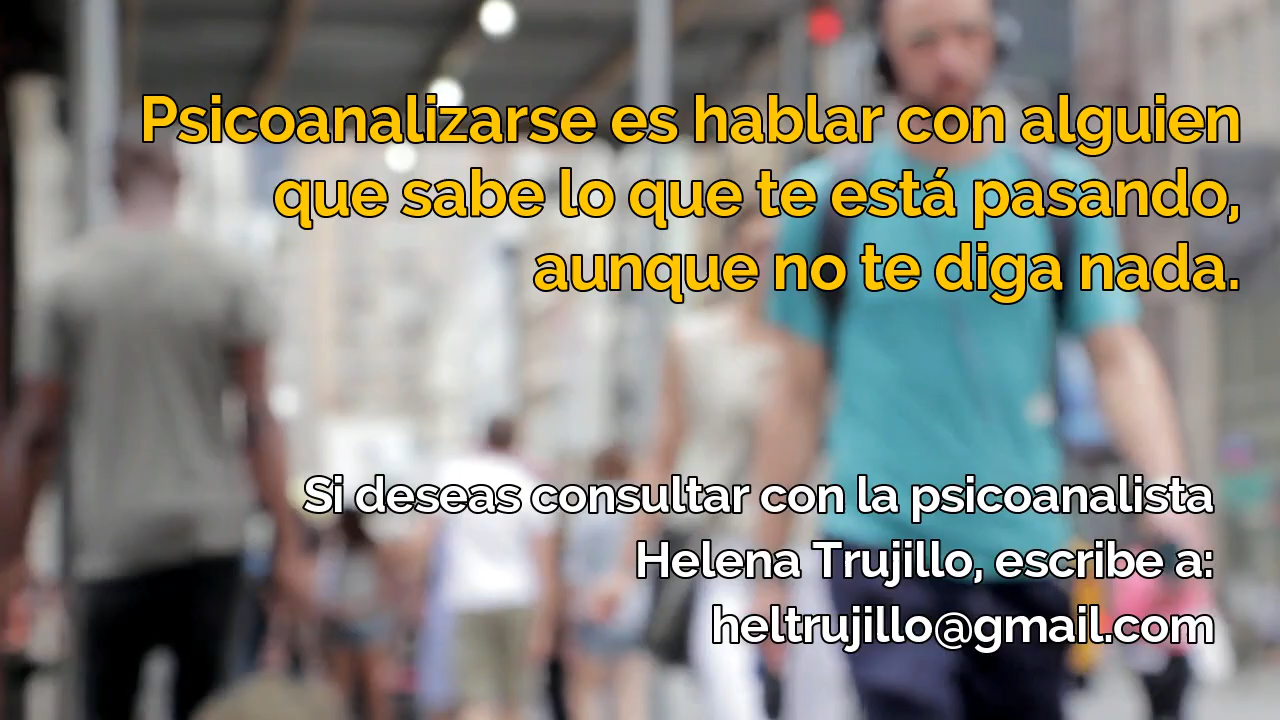 Psicoanalizarse es hablar con alguien
que sabe lo que te está pasando,
aunque no te diga nada.
Si deseas consultar con la psicoanalista
Helena Trujillo, escribe a:
heltrujillo@gmail.com